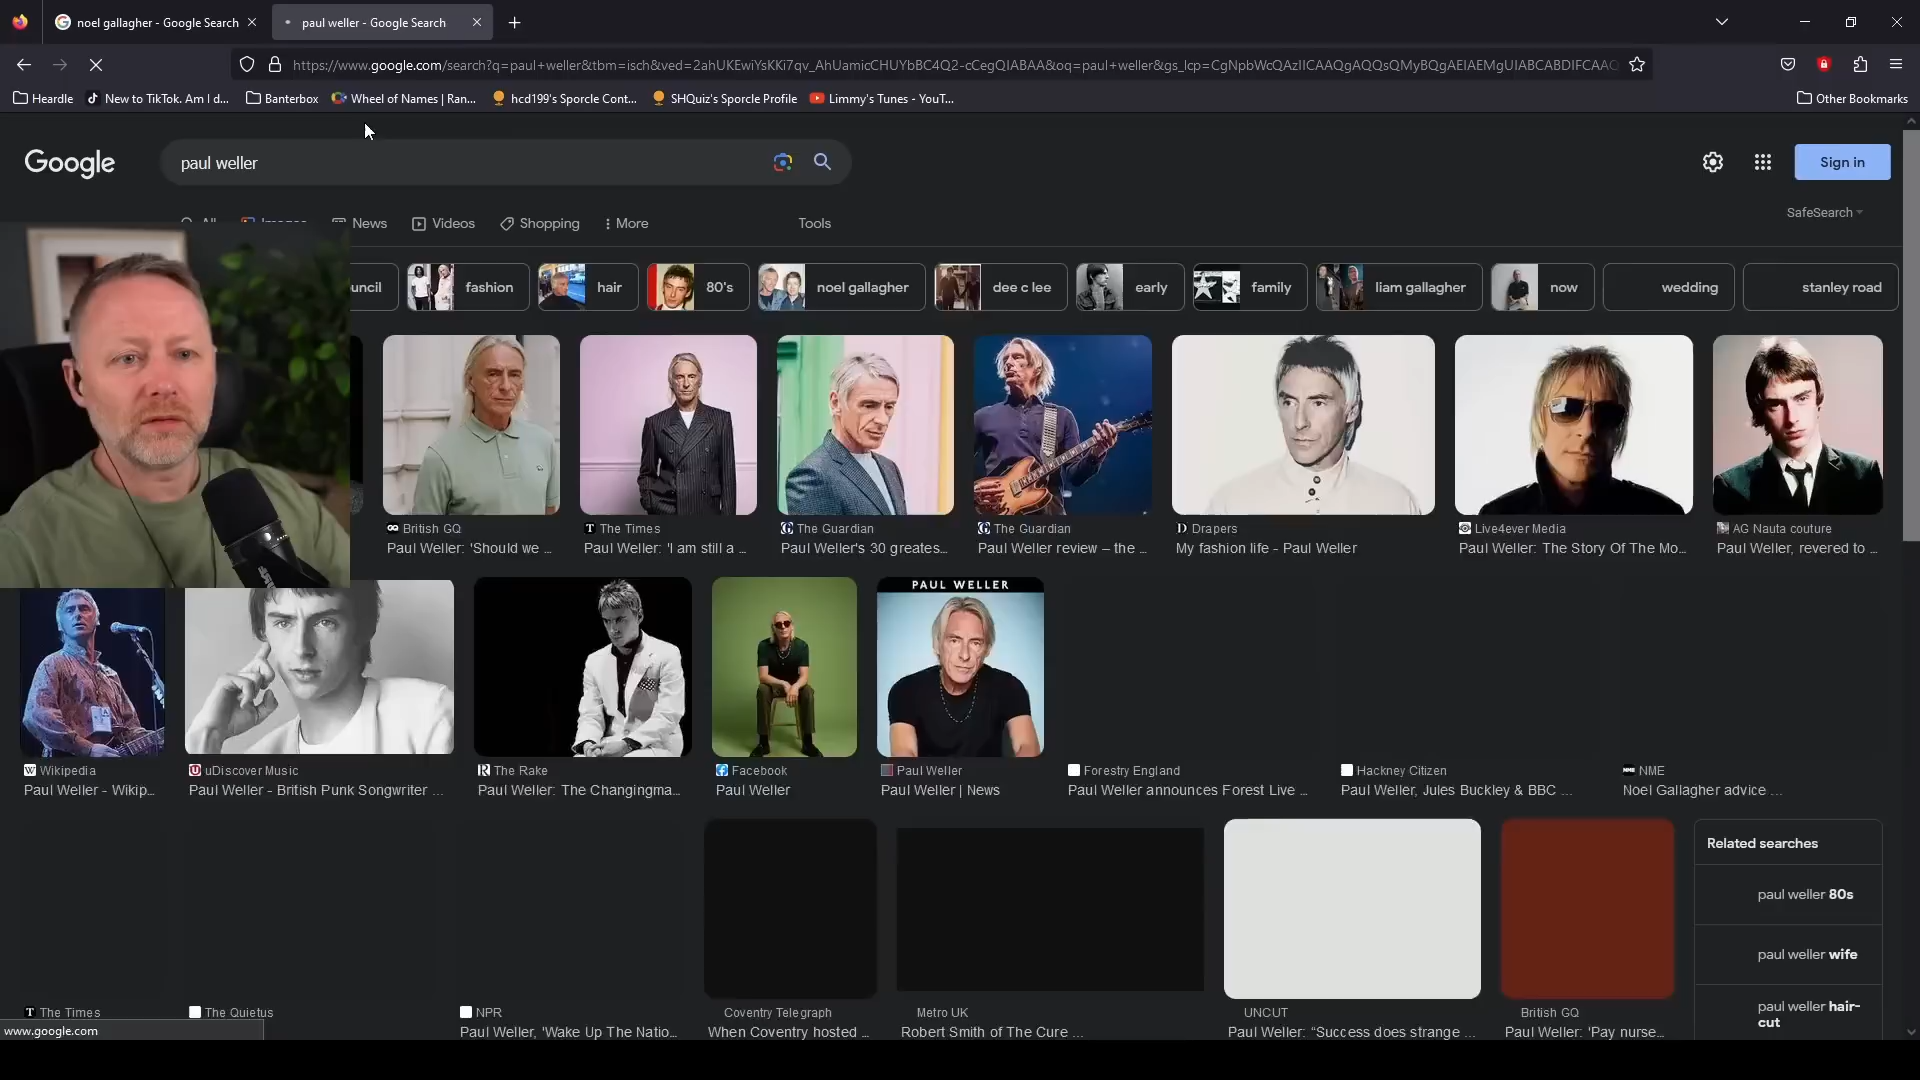 noel gallagher - Google Search
paul weller - Google Search
https://www.google.com/search?q=paul+weller&tbm=isch&ved=2ahUKEwiYsKKi7qv_AhUamicCHUYbBC4Q2-cCegQIABAA&oq=paul+weller&gs_lcp=CgNpbWcQAzIICAAQgAQQsQMyBQgAEIAEMgUIABCABDIFCAAQ
Heardle
New to TikTok. Am I d...
Banterbox
Wheel of Names | Ran...
hcd199's Sporcle Cont...
SHQuiz's Sporcle Profile
Limmy's Tunes - YouT...
Other Bookmarks
Google
paul weller
Sign in
All
Images
News
Videos
Shopping
More
Tools
SafeSearch
uncil
fashion
hair
80's
noel gallagher
dee c lee
early
family
liam gallagher
now
wedding
stanley road
British GQ
Paul Weller: 'Should we ...
The Times
Paul Weller: 'I am still a ...
The Guardian
Paul Weller's 30 greates...
The Guardian
Paul Weller review – the ...
Drapers
My fashion life - Paul Weller
Live4ever Media
Paul Weller: The Story Of The Mo...
AG Nauta couture
Paul Weller, revered to ...
PAUL WELLER
Wikipedia
Paul Weller - Wikip...
uDiscover Music
Paul Weller - British Punk Songwriter ...
The Rake
Paul Weller: The Changingma...
Facebook
Paul Weller
Paul Weller
Paul Weller | News
Forestry England
Paul Weller announces Forest Live ...
Hackney Citizen
Paul Weller, Jules Buckley & BBC ...
NME
Noel Gallagher advice ...
Related searches
paul weller 80s
paul weller wife
paul weller hair-
cut
The Times
The Quietus
NPR
Paul Weller, 'Wake Up The Natio...
Coventry Telegraph
When Coventry hosted ...
Metro UK
Robert Smith of The Cure ...
UNCUT
Paul Weller: “Success does strange ...
British GQ
Paul Weller: 'Pay nurse...
www.google.com